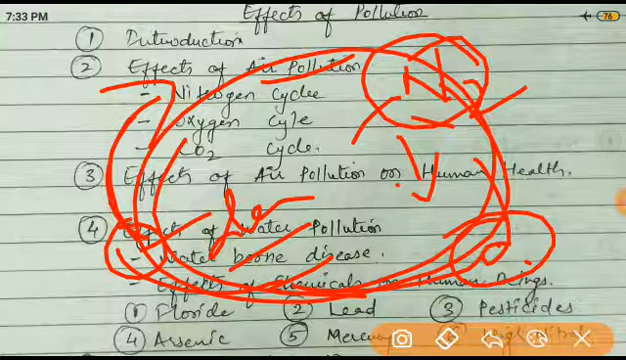 7:33 PM 76
Effects of Pollution
① Introduction
② Effects of Air Pollution
- Nitrogen Cycle
- Oxygen Cyle
- CO2 Cycle.
③ Effects of Air Pollution on Human Health.
④ Effects of Water Pollution
- Water boone disease.
- Effects of Chemicals on Human Beings.
① Floride ② Lead ③ Pesticides
④ Arsenic ⑤ Mercury